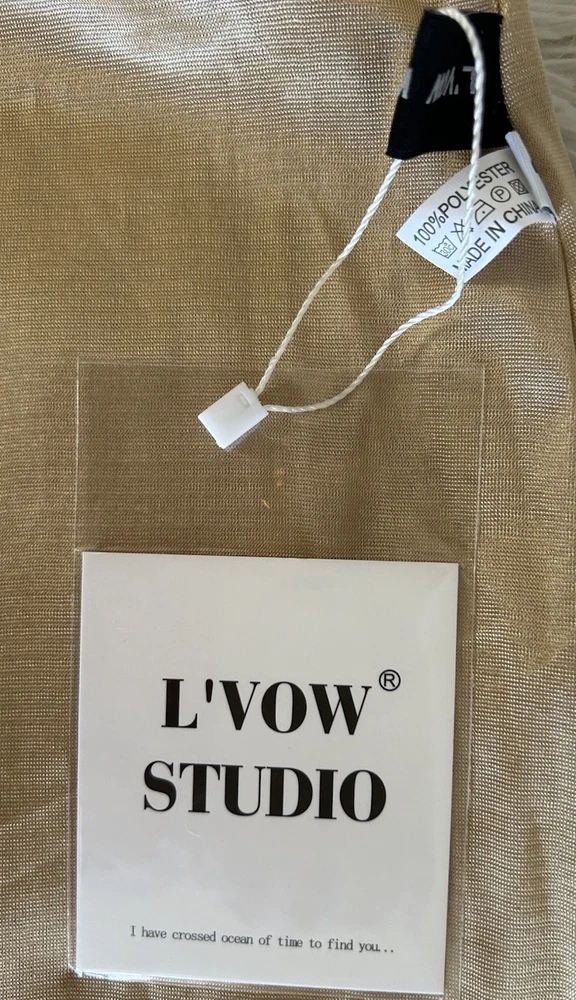 100%POLYESTER
MADE IN CHINA
L'VOW®
STUDIO
I have crossed ocean of time to find you...